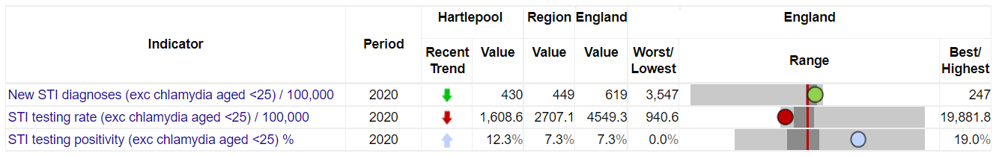 Hartlepool Region England England
Indicator Period
Recent Trend Value Value Value Worst/ Lowest Range Best/ Highest
New STI diagnoses (exc chlamydia aged <25) / 100,000 2020 430 449 619 3,547 247
STI testing rate (exc chlamydia aged <25) / 100,000 2020 1,608.6 2707.1 4549.3 940.6 19,881.8
STI testing positivity (exc chlamydia aged <25) % 2020 12.3% 7.3% 7.3% 0.0% 19.0%